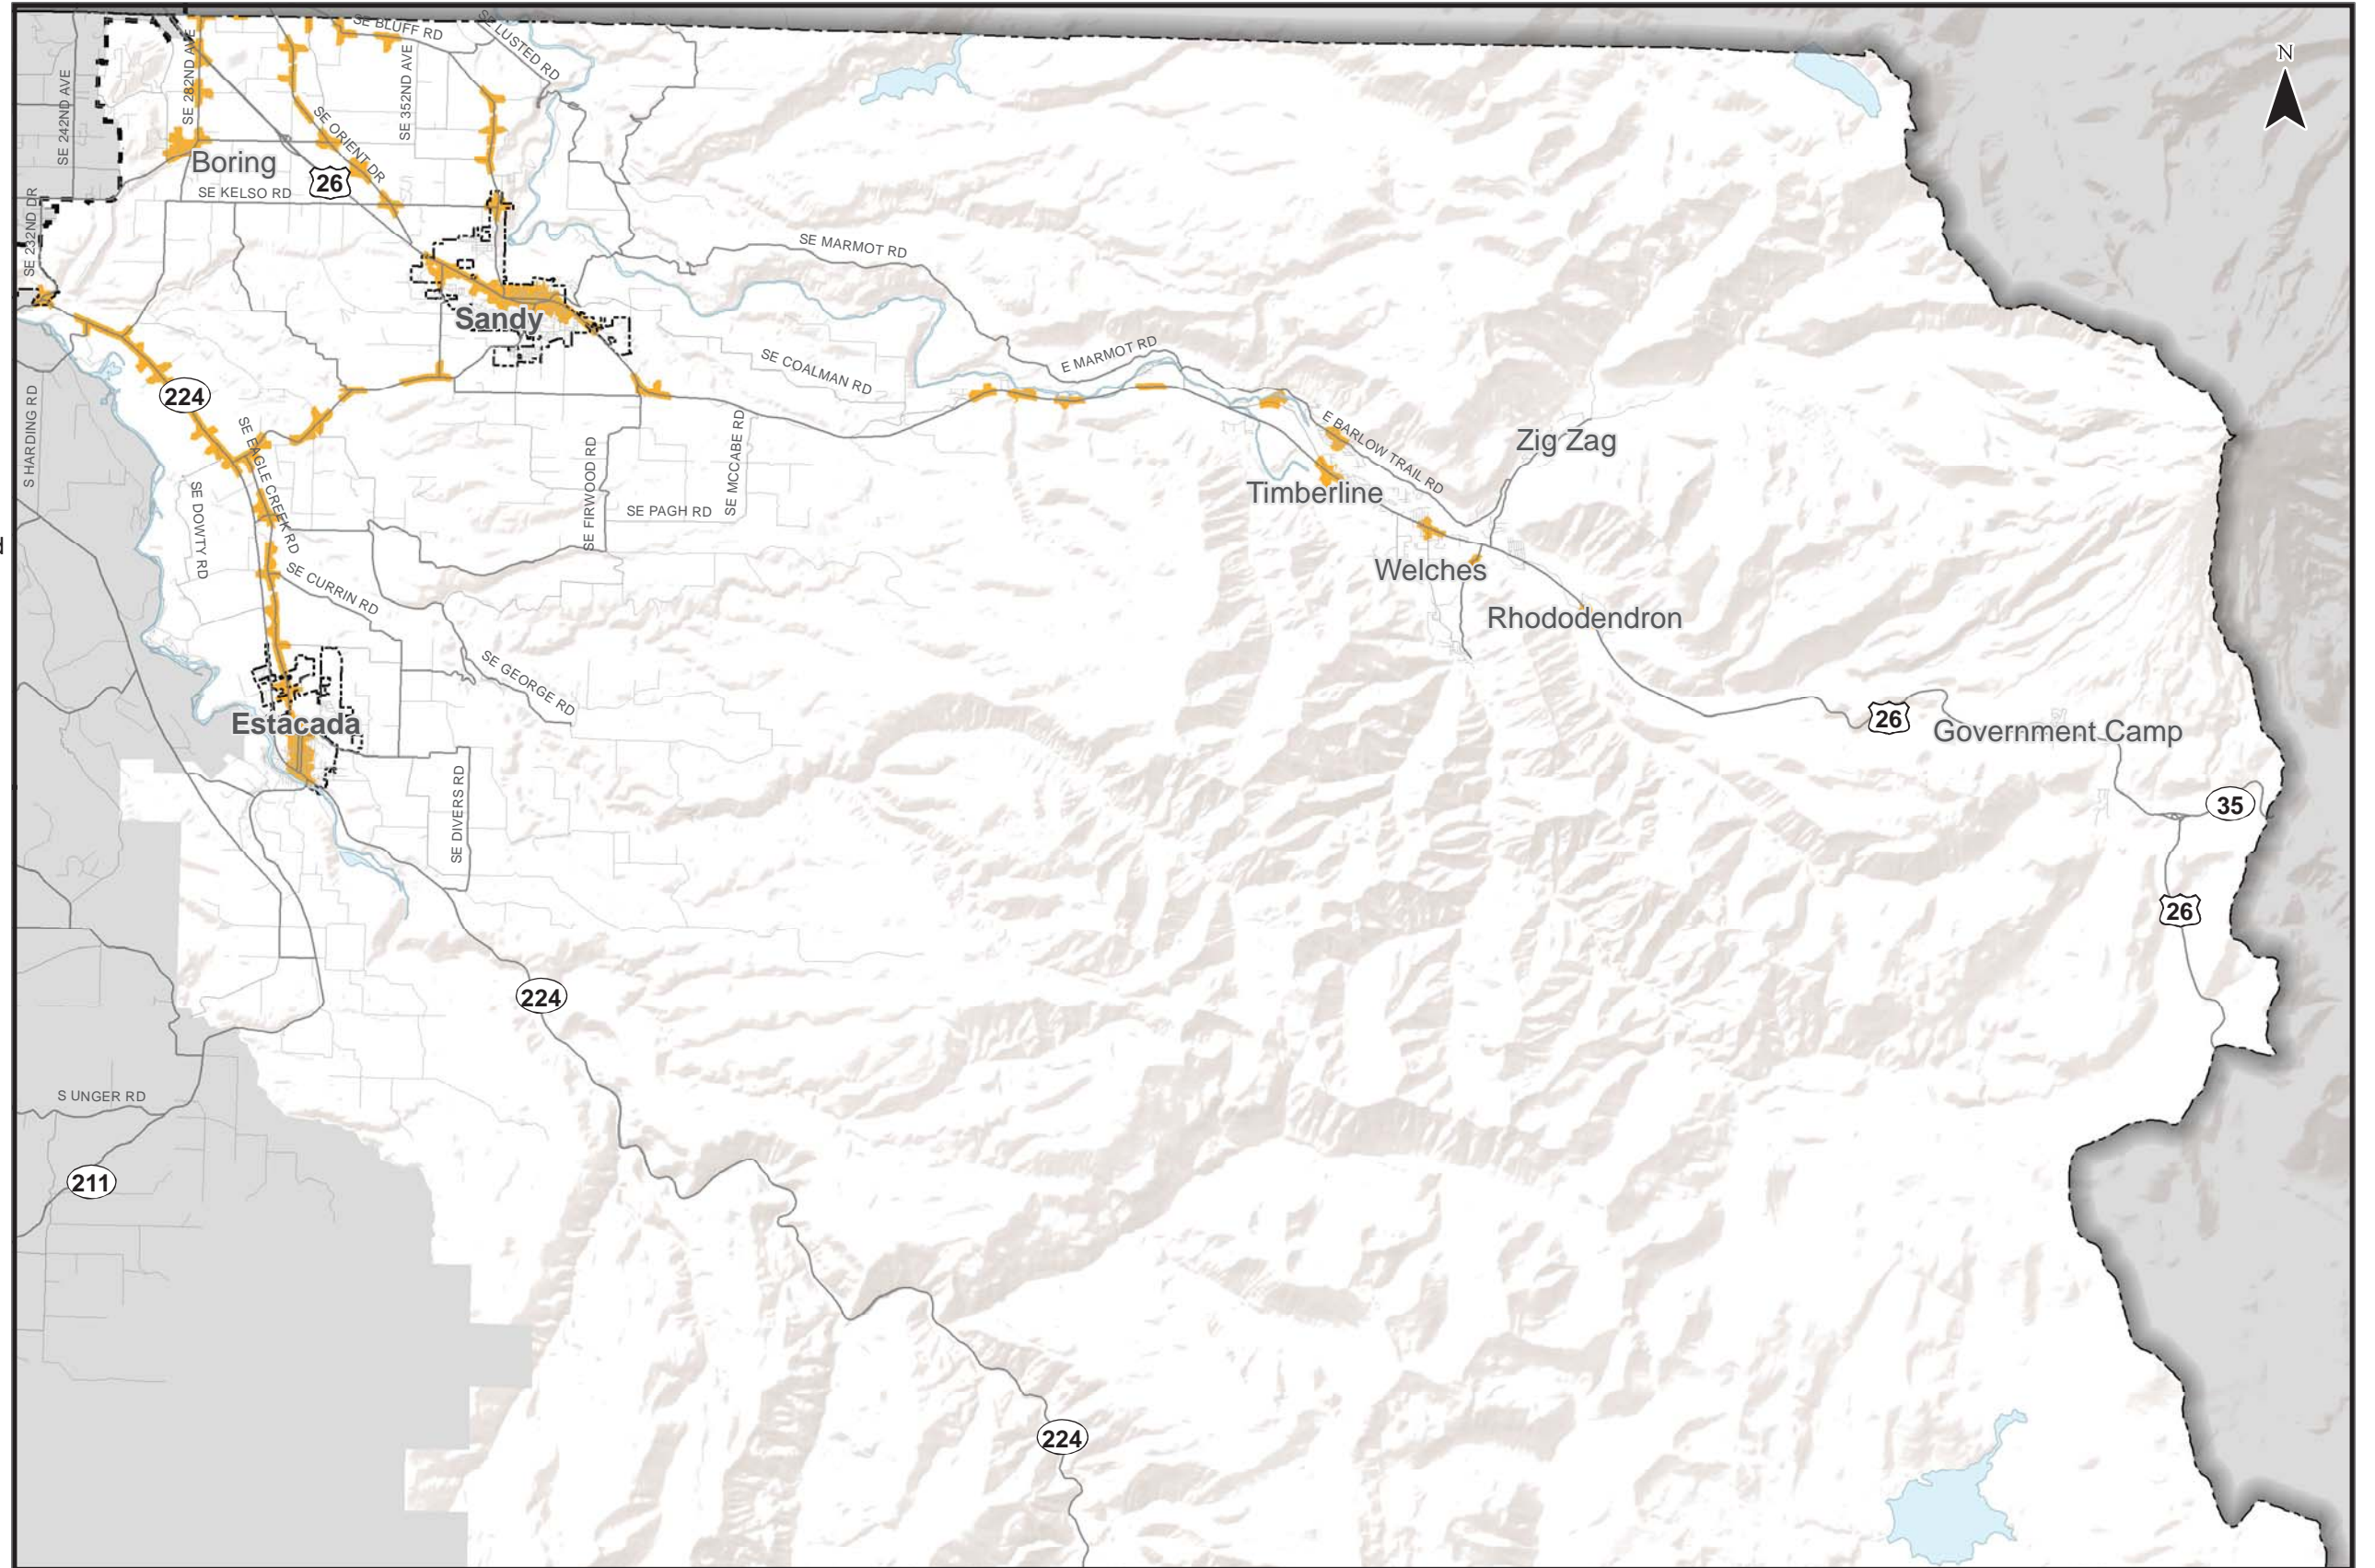 SE BLUFF RD
SE LUSTED RD
N
SE 282ND AVE
SE 242ND AVE
SE 352ND AVE
SE ORIENT DR
Boring
26
SE KELSO RD
SE 232ND DR
SE MARMOT RD
Sandy
E MARMOT RD
SE COALMAN RD
224
S HARDING RD
SE EAGLE CREEK RD
SE FIRWOOD RD
SE MCCABE RD
E BARLOW TRAIL RD
Zig Zag
Timberline
SE DOWTY RD
SE PAGH RD
SE CURRIN RD
Welches
Rhododendron
SE GEORGE RD
Estacada
26
Government Camp
SE DIVERS RD
35
26
224
S UNGER RD
211
224